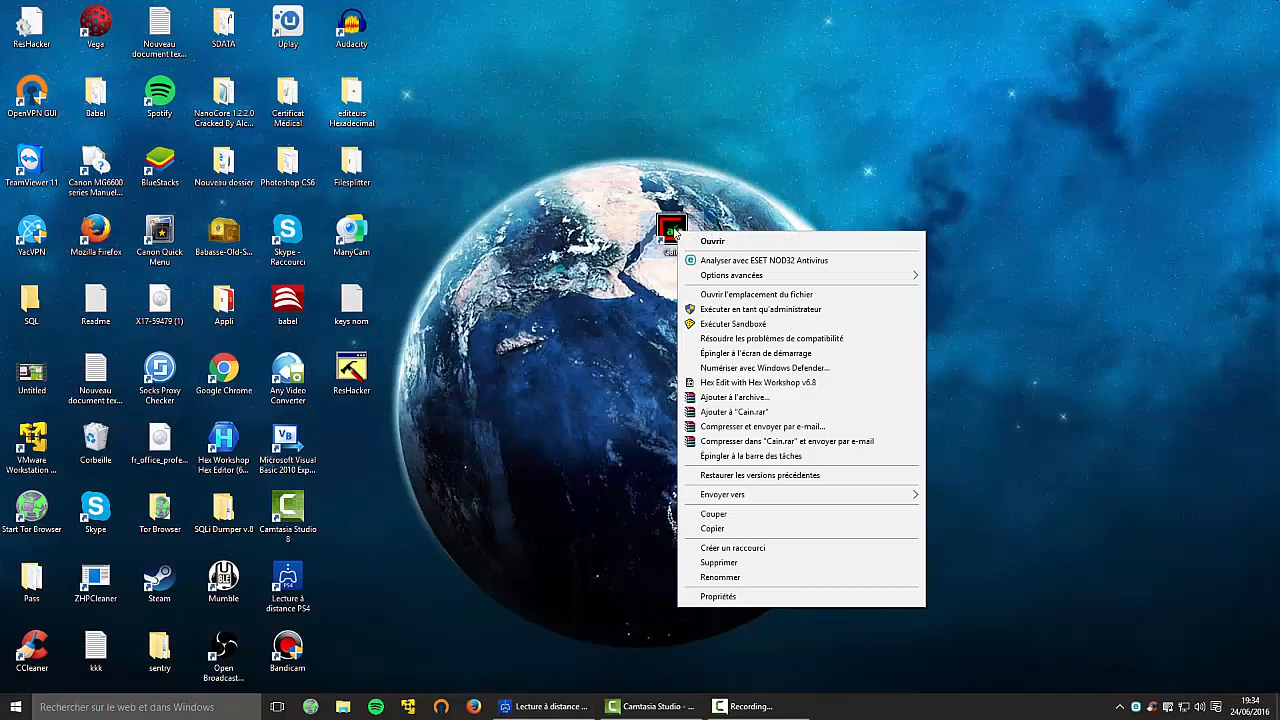 ResHacker
Vega
Nouveau
document tex...
SDATA
Uplay
Audacity
OpenVPN GUI
Babel
Spotify
NanoCore 1.2.2.0
Cracked By Alc...
Certificat
Médical
editeurs
Hexadecimal
TeamViewer 11
Canon MG6600
series Manuel...
BlueStacks
Nouveau dossier
Photoshop CS6
Filesplitter
YacVPN
Mozilla Firefox
Canon Quick
Menu
Babasse-Old-S...
Skype -
Raccourci
ManyCam
SQL
Readme
X17-59479 (1)
Appli
babel
keys nom
Untitled
Nouveau
document tex...
Socks Proxy
Checker
Google Chrome
Any Video
Converter
ResHacker
VMware
Workstation ...
Corbeille
fr_office_profe...
Hex Workshop
Hex Editor (6...
Microsoft Visual
Basic 2010 Exp...
Start Tor Browser
Skype
Tor Browser
SQLi Dumper v.8
Camtasia Studio
8
Pass
ZHPCleaner
Steam
Mumble
Lecture à
distance PS4
CCleaner
kkk
sentry
Open
Broadcast...
Bandicam
Ouvrir
Analyser avec ESET NOD32 Antivirus
Options avancées
Ouvrir l'emplacement du fichier
Exécuter en tant qu'administrateur
Exécuter Sandboxé
Résoudre les problèmes de compatibilité
Épingler à l'écran de démarrage
Numériser avec Windows Defender...
Hex Edit with Hex Workshop v6.8
Ajouter à l'archive...
Ajouter à "Cain.rar"
Compresser et envoyer par e-mail...
Compresser dans "Cain.rar" et envoyer par e-mail
Épingler à la barre des tâches
Restaurer les versions précédentes
Envoyer vers
Couper
Copier
Créer un raccourci
Supprimer
Renommer
Propriétés
Rechercher sur le web et dans Windows
Lecture à distance ...
Camtasia Studio - ...
Recording...
19:34
24/06/2016